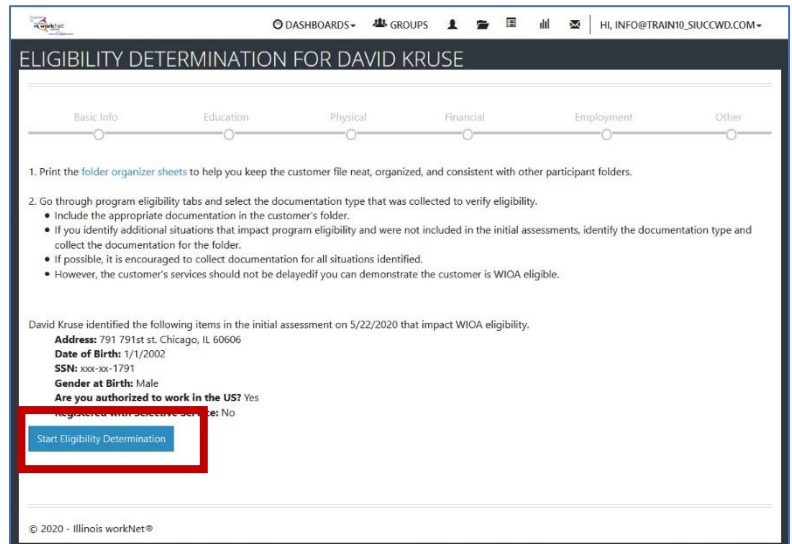 workNet
DASHBOARDS GROUPS HI, INFO@TRAIN10_SIUCCWD.COM
ELIGIBILITY DETERMINATION FOR DAVID KRUSE
Basic Info Education Physical Financial Employment Other
1. Print the folder organizer sheets to help you keep the customer file neat, organized, and consistent with other participant folders.
2. Go through program eligibility tabs and select the documentation type that was collected to verify eligibility.
• Include the appropriate documentation in the customer's folder.
• If you identify additional situations that impact program eligibility and were not included in the initial assessments, identify the documentation type and
collect the documentation for the folder.
• If possible, it is encouraged to collect documentation for all situations identified.
• However, the customer's services should not be delayedif you can demonstrate the customer is WIOA eligible.
David Kruse identified the following items in the initial assessment on 5/22/2020 that impact WIOA eligibility.
Address: 791 791st st. Chicago, IL 60606
Date of Birth: 1/1/2002
SSN: xxx-xx-1791
Gender at Birth: Male
Are you authorized to work in the US? Yes
Registered with Selective Service: No
Start Eligibility Determination
© 2020 - Illinois workNet®